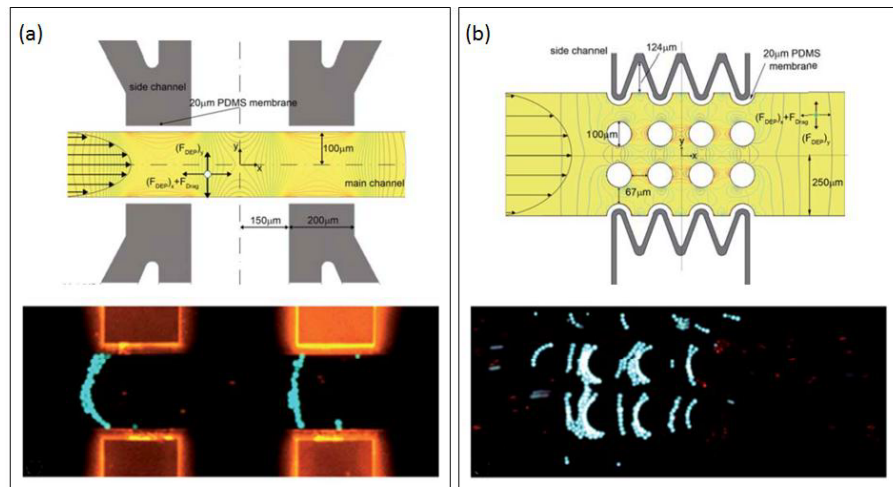 (a)
side channel
20μm PDMS membrane
(F_DEP)_y
y
x
100μm
(F_DEP)_x+F_Drag
main channel
150μm
200μm
(b)
side channel
124μm
20μm PDMS
membrane
100μm
y
x
(F_DEP)_x+F_Drag
(F_DEP)_y
67μm
250μm